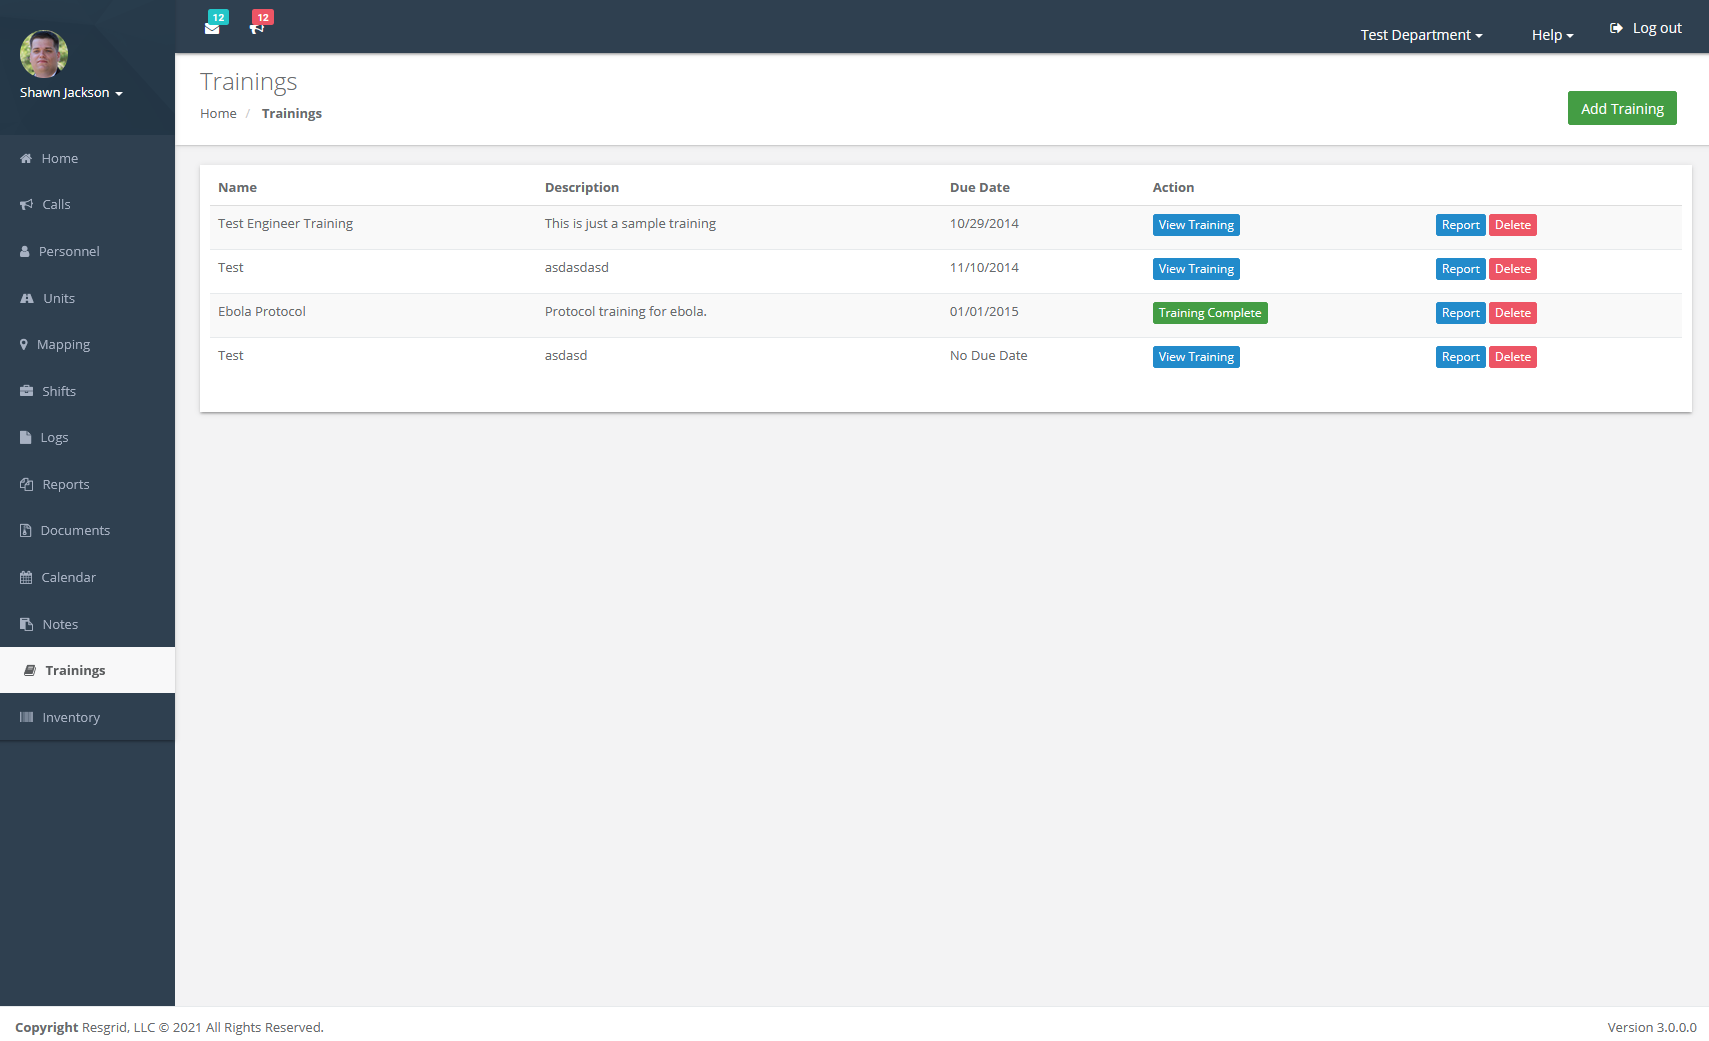 12 12
Test Department Help Log out
Shawn Jackson
Trainings
Home / Trainings
Add Training
Home
Calls
Personnel
Units
Mapping
Shifts
Logs
Reports
Documents
Calendar
Notes
Trainings
Inventory
Name Description Due Date Action
Test Engineer Training This is just a sample training 10/29/2014 View Training Report Delete
Test asdasdasd 11/10/2014 View Training Report Delete
Ebola Protocol Protocol training for ebola. 01/01/2015 Training Complete Report Delete
Test asdasd No Due Date View Training Report Delete
Copyright Resgrid, LLC © 2021 All Rights Reserved. Version 3.0.0.0